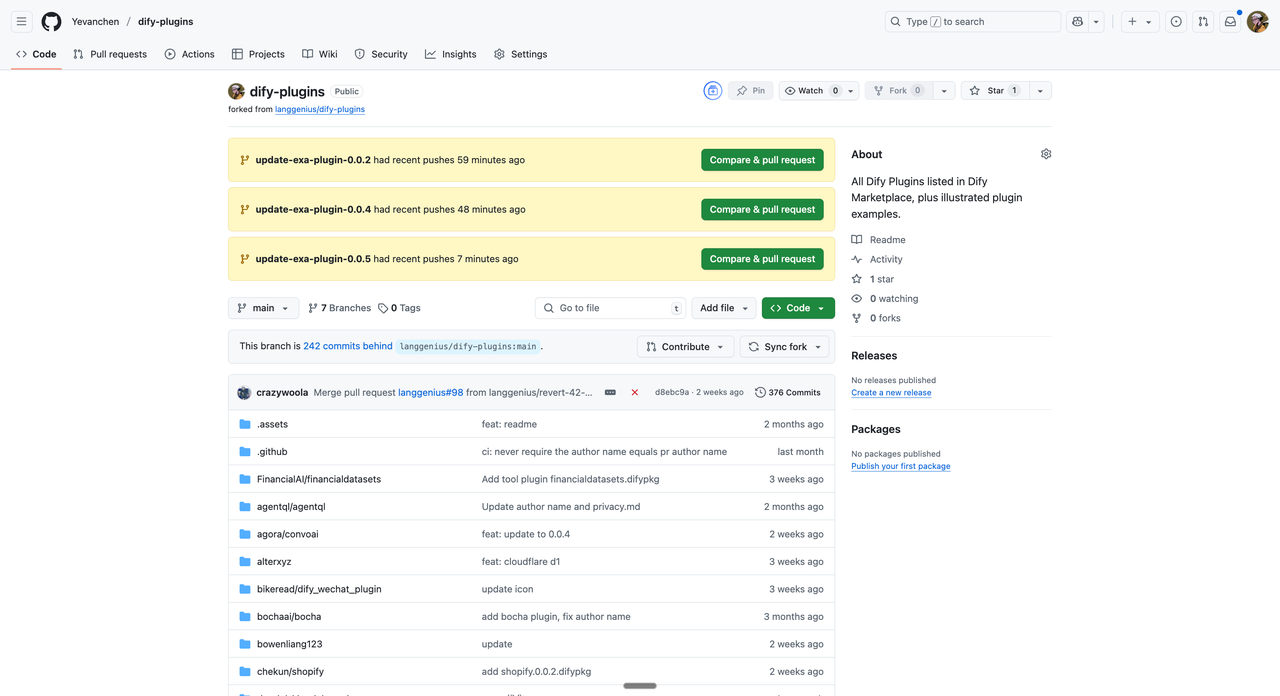 Yevanchen / dify-plugins
Type / to search
Code Pull requests Actions Projects Wiki Security Insights Settings
dify-plugins Public
Pin Watch 0 Fork 0 Star 1
forked from langgenius/dify-plugins
update-exa-plugin-0.0.2 had recent pushes 59 minutes ago
Compare & pull request
update-exa-plugin-0.0.4 had recent pushes 48 minutes ago
Compare & pull request
update-exa-plugin-0.0.5 had recent pushes 7 minutes ago
Compare & pull request
main 7 Branches 0 Tags
Go to file t
Add file
Code
This branch is 242 commits behind langgenius/dify-plugins:main .
Contribute Sync fork
crazywoola Merge pull request langgenius#98 from langgenius/revert-42-... d8ebc9a · 2 weeks ago 376 Commits
.assets feat: readme 2 months ago
.github ci: never require the author name equals pr author name last month
FinancialAI/financialdatasets Add tool plugin financialdatasets.difypkg 3 weeks ago
agentql/agentql Update author name and privacy.md 2 months ago
agora/convoai feat: update to 0.0.4 2 weeks ago
alterxyz feat: cloudflare d1 3 weeks ago
bikeread/dify_wechat_plugin update icon 3 weeks ago
bochaai/bocha add bocha plugin, fix author name 3 months ago
bowenliang123 update 2 weeks ago
chekun/shopify add shopify.0.0.2.difypkg 2 weeks ago
About
All Dify Plugins listed in Dify
Marketplace, plus illustrated plugin
examples.
Readme
Activity
1 star
0 watching
0 forks
Releases
No releases published
Create a new release
Packages
No packages published
Publish your first package